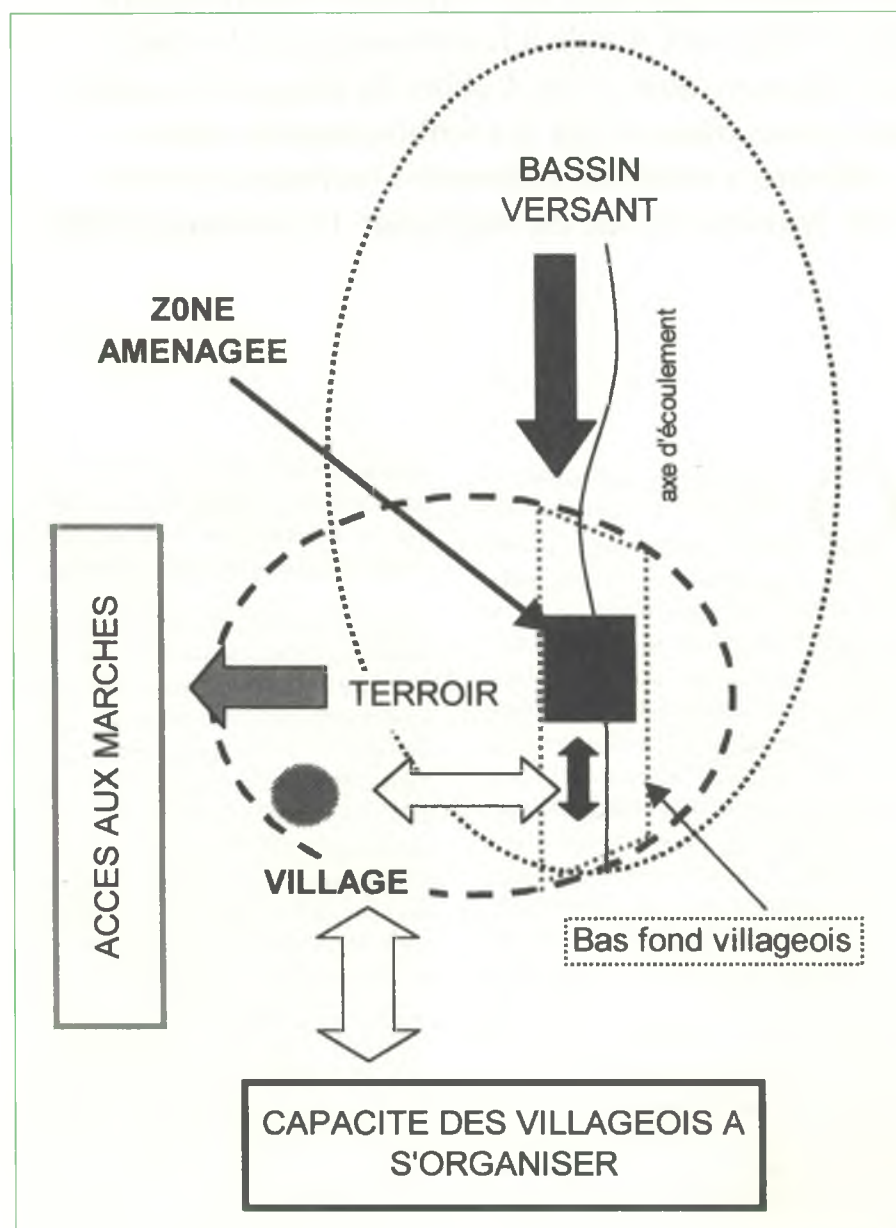 BASSIN
VERSANT
Z0NE
AMENAGEE
axe d'écoulement
ACCES AUX MARCHES
TERROIR
VILLAGE
Bas fond villageois
CAPACITE DES VILLAGEOIS A
S'ORGANISER